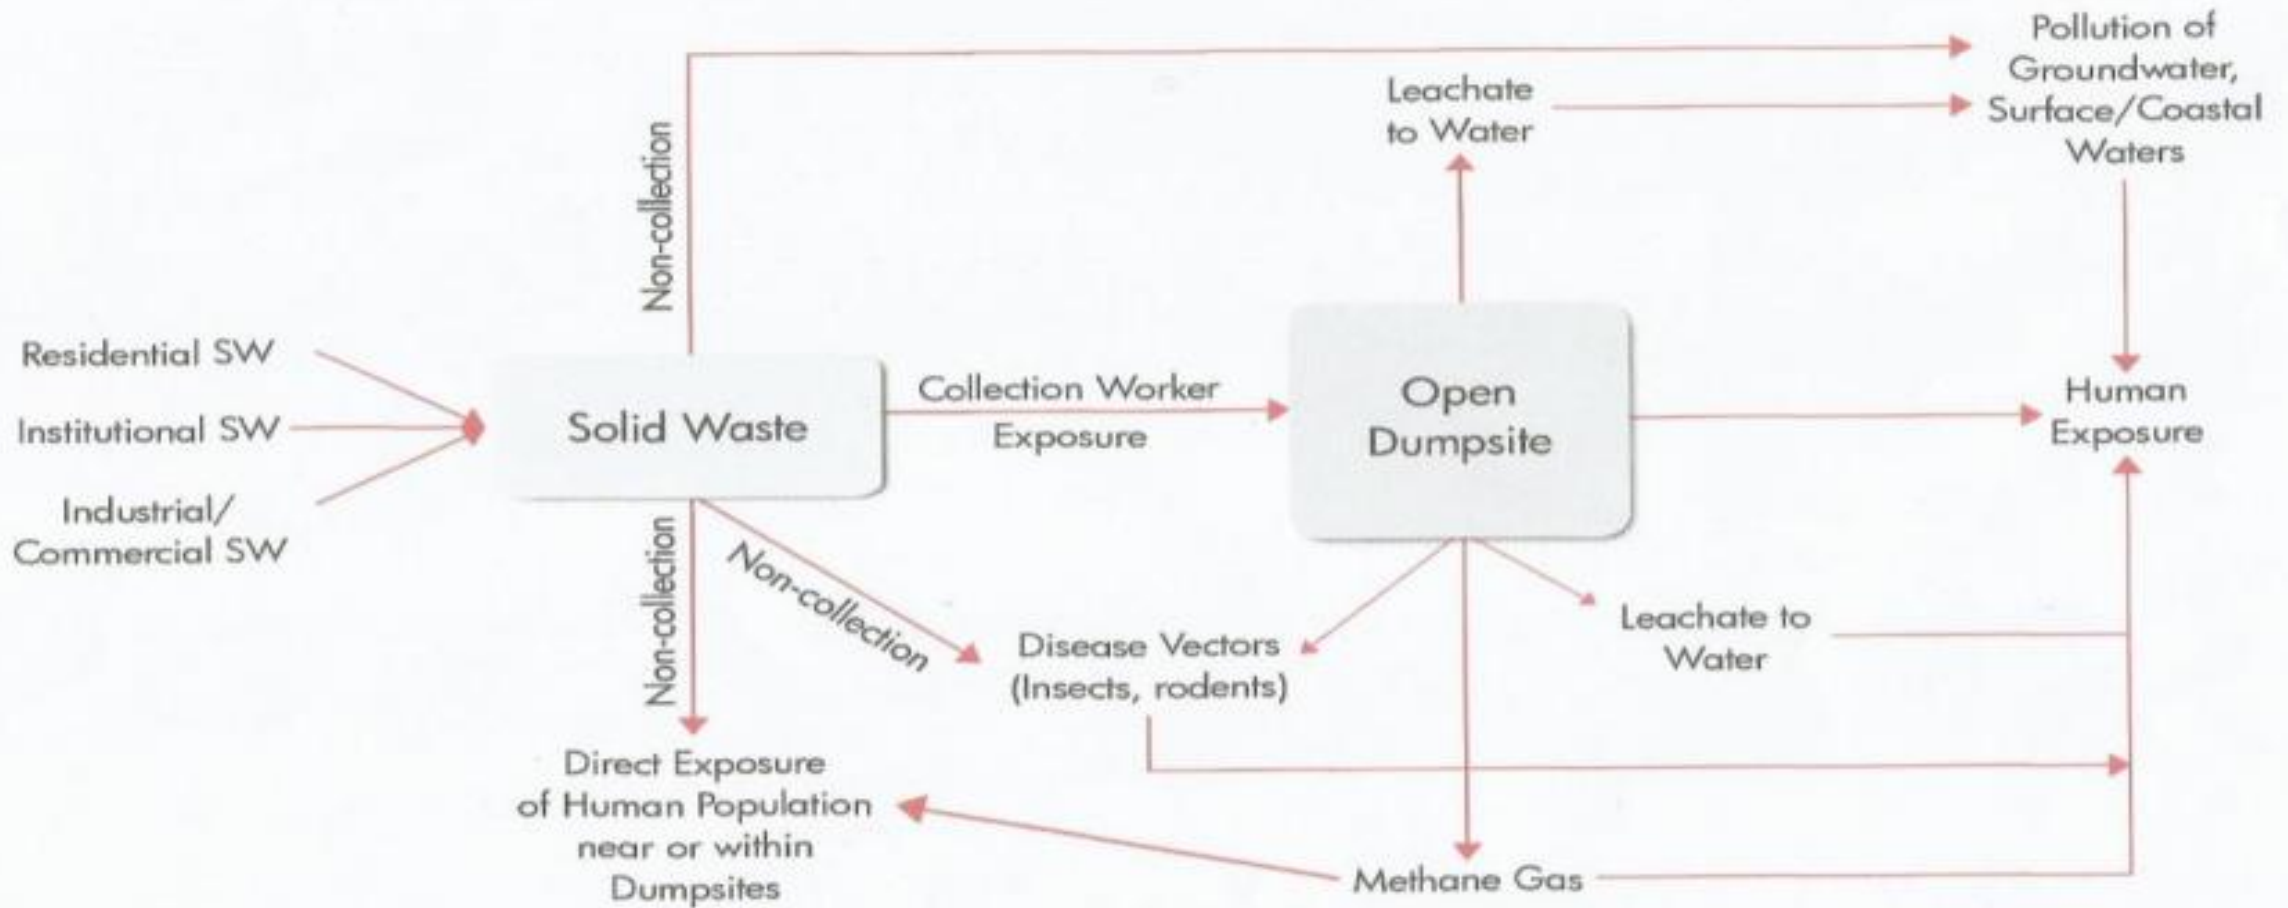 Pollution of
Groundwater,
Surface/Coastal
Waters
Leachate
to Water
Non-collection
Residential SW
Institutional SW
Industrial/
Commercial SW
Solid Waste
Collection Worker
Exposure
Open
Dumpsite
Human
Exposure
Non-collection
Non-collection
Disease Vectors
(Insects, rodents)
Leachate to
Water
Direct Exposure
of Human Population
near or within
Dumpsites
Methane Gas